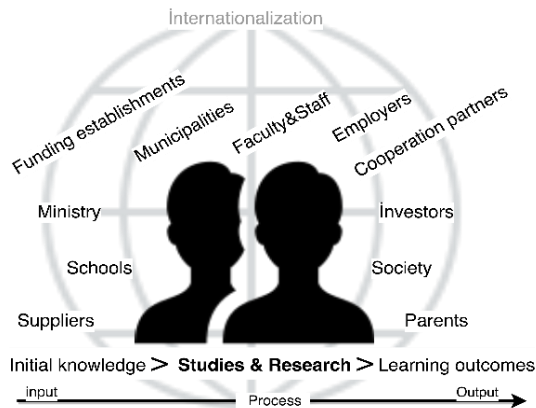 İnternationalization
Funding establishments
Municipalities
Faculty&Staff
Employers
Cooperation partners
Ministry
İnvestors
Schools
Society
Suppliers
Parents
Initial knowledge > Studies & Research > Learning outcomes
input
Process
Output